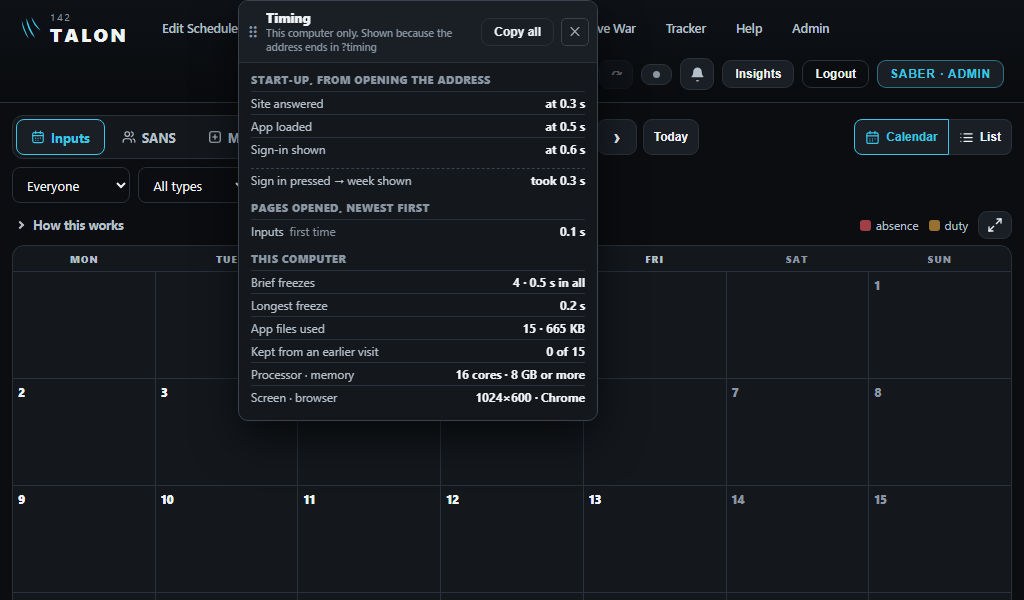 142
TALON
Edit Schedule
ve War
Tracker
Help
Admin
Timing
This computer only. Shown because the
address ends in ?timing
Copy all
Insights
Logout
SABER · ADMIN
START-UP, FROM OPENING THE ADDRESS
Site answered at 0.3 s
App loaded at 0.5 s
Sign-in shown at 0.6 s
Sign in pressed → week shown took 0.3 s
PAGES OPENED, NEWEST FIRST
Inputs first time 0.1 s
THIS COMPUTER
Brief freezes 4 · 0.5 s in all
Longest freeze 0.2 s
App files used 15 · 665 KB
Kept from an earlier visit 0 of 15
Processor · memory 16 cores · 8 GB or more
Screen · browser 1024×600 · Chrome
Inputs
SANS
M
Today
Calendar
List
Everyone
All types
How this works
absence
duty
MON TUE FRI SAT SUN
1
2 3 7 8
9 10 11 12 13 14 15